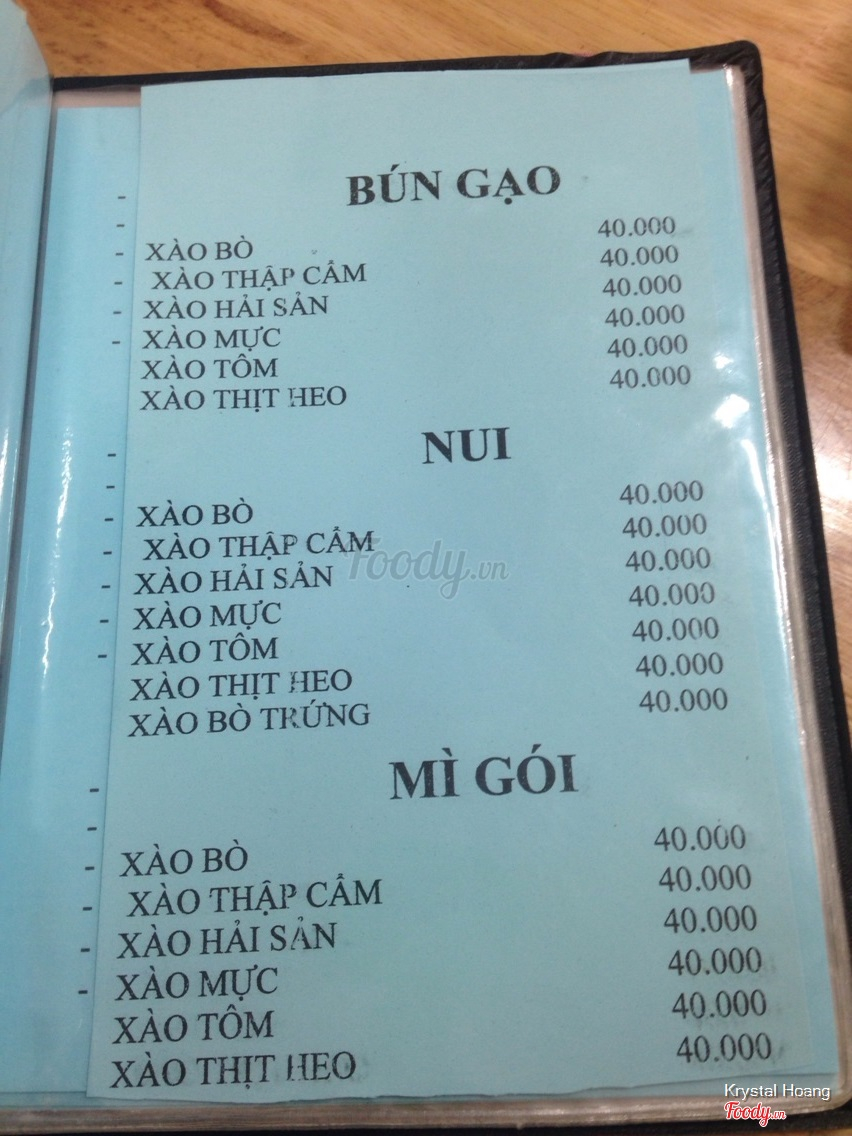 BÚN GẠO
- XÀO BÒ 40.000
- XÀO THẬP CẨM 40.000
- XÀO HẢI SẢN 40.000
- XÀO MỰC 40.000
- XÀO TÔM 40.000
- XÀO THỊT HEO 40.000
NUI
- XÀO BÒ 40.000
- XÀO THẬP CẨM 40.000
- XÀO HẢI SẢN 40.000
- XÀO MỰC 40.000
- XÀO TÔM 40.000
- XÀO THỊT HEO 40.000
- XÀO BÒ TRỨNG 40.000
Foody.vn
MÌ GÓI
- XÀO BÒ 40.000
- XÀO THẬP CẨM 40.000
- XÀO HẢI SẢN 40.000
- XÀO MỰC 40.000
- XÀO TÔM 40.000
- XÀO THỊT HEO 40.000
Krystal Hoang
Foody.vn